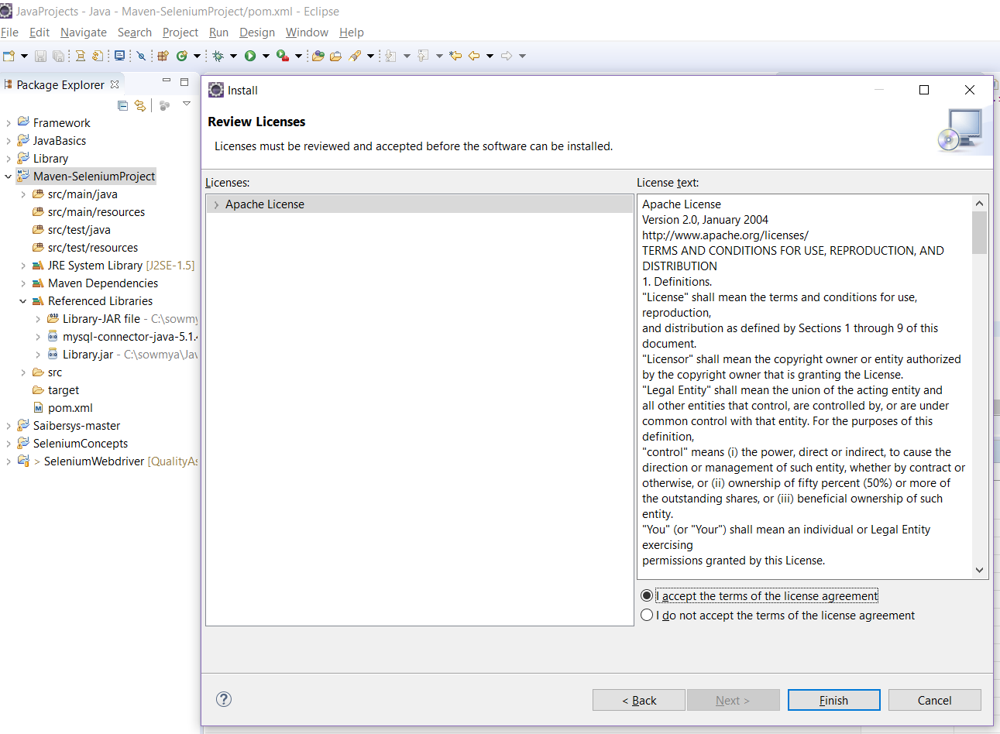 JavaProjects - Java - Maven-SeleniumProject/pom.xml - Eclipse
File Edit Navigate Search Project Run Design Window Help
Package Explorer
Framework
JavaBasics
Library
Maven-SeleniumProject
src/main/java
src/main/resources
src/test/java
src/test/resources
JRE System Library [J2SE-1.5]
Maven Dependencies
Referenced Libraries
Library-JAR file - C:\sowmy
mysql-connector-java-5.1.4
Library.jar - C:\sowmya\Jav
src
target
pom.xml
Saibersys-master
SeleniumConcepts
> SeleniumWebdriver [QualityAs
Install
Review Licenses
Licenses must be reviewed and accepted before the software can be installed.
Licenses:
Apache License
License text:
Apache License
Version 2.0, January 2004
http://www.apache.org/licenses/
TERMS AND CONDITIONS FOR USE, REPRODUCTION, AND
DISTRIBUTION
1. Definitions.
"License" shall mean the terms and conditions for use,
reproduction,
and distribution as defined by Sections 1 through 9 of this
document.
"Licensor" shall mean the copyright owner or entity authorized
by the copyright owner that is granting the License.
"Legal Entity" shall mean the union of the acting entity and
all other entities that control, are controlled by, or are under
common control with that entity. For the purposes of this
definition,
"control" means (i) the power, direct or indirect, to cause the
direction or management of such entity, whether by contract or
otherwise, or (ii) ownership of fifty percent (50%) or more of
the outstanding shares, or (iii) beneficial ownership of such
entity.
"You" (or "Your") shall mean an individual or Legal Entity
exercising
permissions granted by this License.
I accept the terms of the license agreement
I do not accept the terms of the license agreement
< Back
Next >
Finish
Cancel